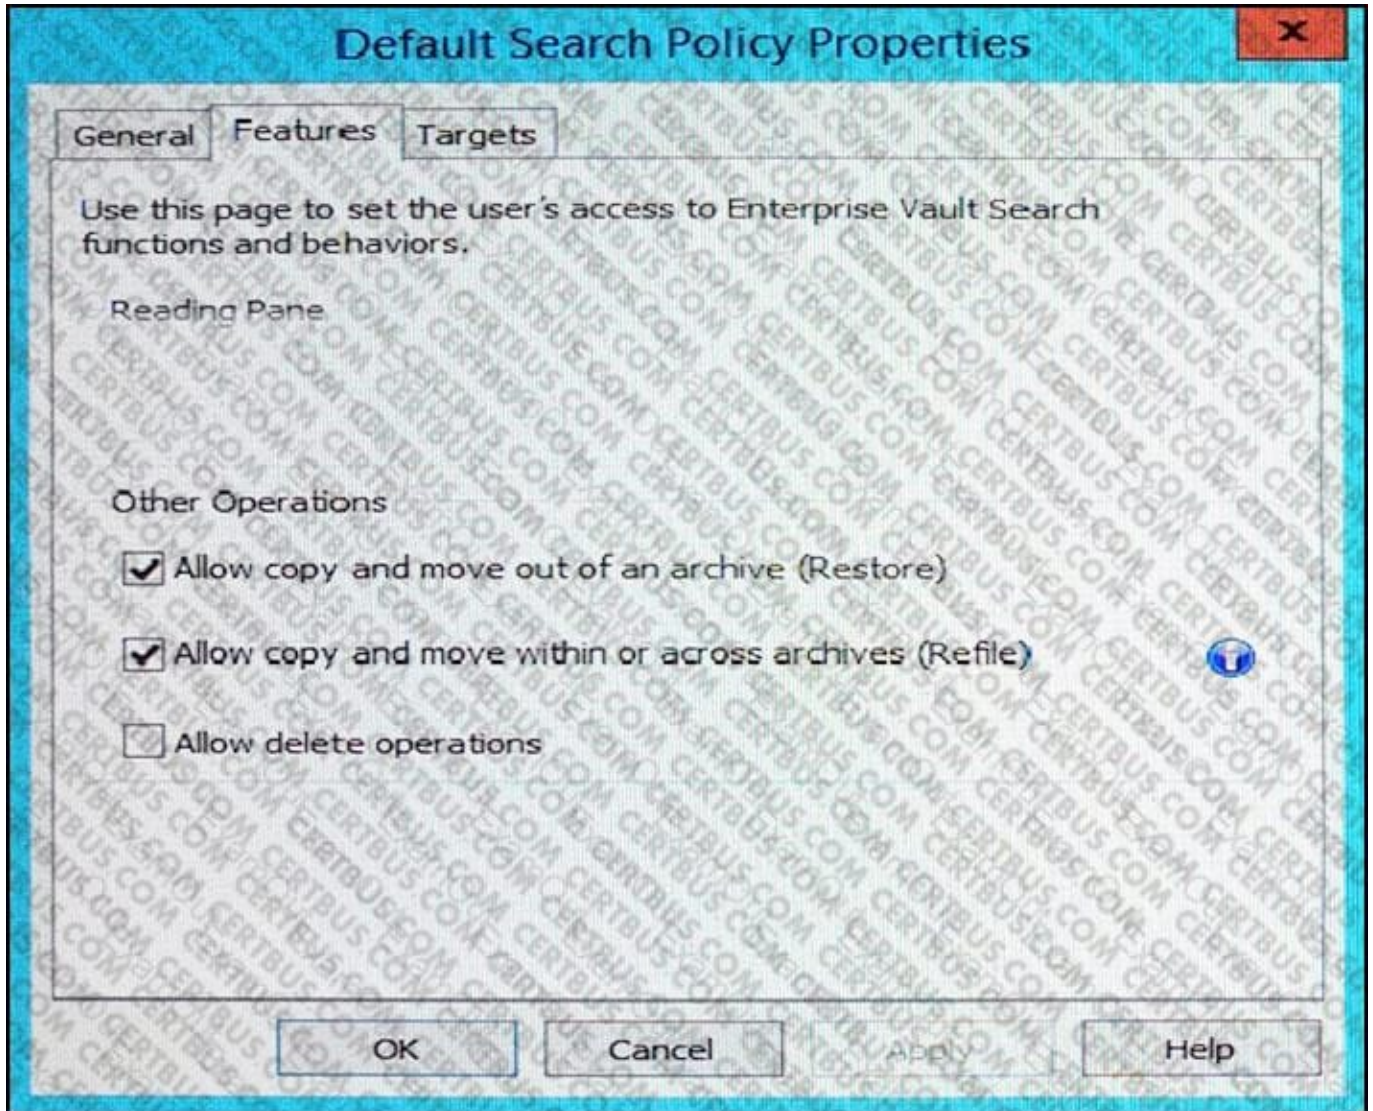 Default Search Policy Properties
x
General Features Targets
Use this page to set the user's access to Enterprise Vault Search
functions and behaviors.
Reading Pane
Other Operations
Allow copy and move out of an archive (Restore)
Allow copy and move within or across archives (Refile)
Allow delete operations
OK Cancel Apply Help
CERTBUS.COM